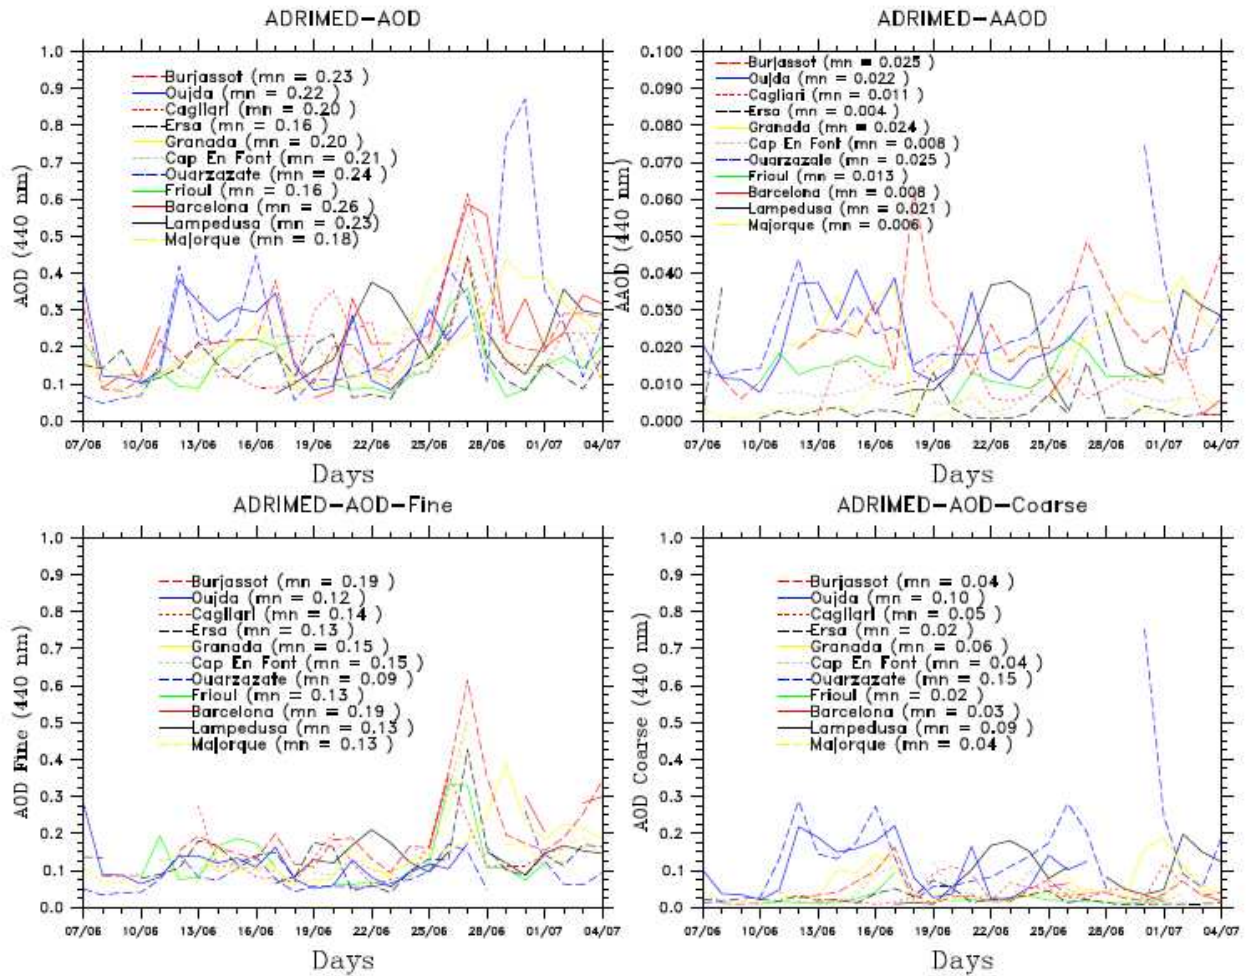 ADRIMED-AOD
AOD (440 nm)
1.0
0.9
0.8
0.7
0.6
0.5
0.4
0.3
0.2
0.1
0.0
Burjassot (mn = 0.23 )
Oujda (mn = 0.22 )
Cagliari (mn = 0.20 )
Ersa (mn = 0.16 )
Granada (mn = 0.20 )
Cap En Font (mn = 0.21 )
Ouarzazate (mn = 0.24 )
Frioul (mn = 0.16 )
Barcelona (mn = 0.26 )
Lampedusa (mn = 0.23)
Majorque (mn = 0.18)
07/06 10/06 13/06 16/06 19/06 22/06 25/06 28/06 01/07 04/07
Days
ADRIMED-AAOD
AAOD (440 nm)
0.100
0.090
0.080
0.070
0.060
0.050
0.040
0.030
0.020
0.010
0.000
Burjassot (mn = 0.025 )
Oujda (mn = 0.022 )
Cagliari (mn = 0.011 )
Ersa (mn = 0.004 )
Granada (mn = 0.024 )
Cap En Font (mn = 0.008 )
Ouarzazate (mn = 0.025 )
Frioul (mn = 0.013 )
Barcelona (mn = 0.008 )
Lampedusa (mn = 0.021 )
Majorque (mn = 0.006 )
07/06 10/06 13/06 16/06 19/06 22/06 25/06 28/06 01/07 04/07
Days
ADRIMED-AOD-Fine
AOD Fine (440 nm)
1.0
0.9
0.8
0.7
0.6
0.5
0.4
0.3
0.2
0.1
0.0
Burjassot (mn = 0.19 )
Oujda (mn = 0.12 )
Cagliari (mn = 0.14 )
Ersa (mn = 0.13 )
Granada (mn = 0.15 )
Cap En Font (mn = 0.15 )
Ouarzazate (mn = 0.09 )
Frioul (mn = 0.13 )
Barcelona (mn = 0.19 )
Lampedusa (mn = 0.13 )
Majorque (mn = 0.13 )
07/06 10/06 13/06 16/06 19/06 22/06 25/06 28/06 01/07 04/07
Days
ADRIMED-AOD-Coarse
AOD Coarse (440 nm)
1.0
0.9
0.8
0.7
0.6
0.5
0.4
0.3
0.2
0.1
0.0
Burjassot (mn = 0.04 )
Oujda (mn = 0.10 )
Cagliari (mn = 0.05 )
Ersa (mn = 0.02 )
Granada (mn = 0.06 )
Cap En Font (mn = 0.04 )
Ouarzazate (mn = 0.15 )
Frioul (mn = 0.02 )
Barcelona (mn = 0.03 )
Lampedusa (mn = 0.09 )
Majorque (mn = 0.04 )
07/06 10/06 13/06 16/06 19/06 22/06 25/06 28/06 01/07 04/07
Days